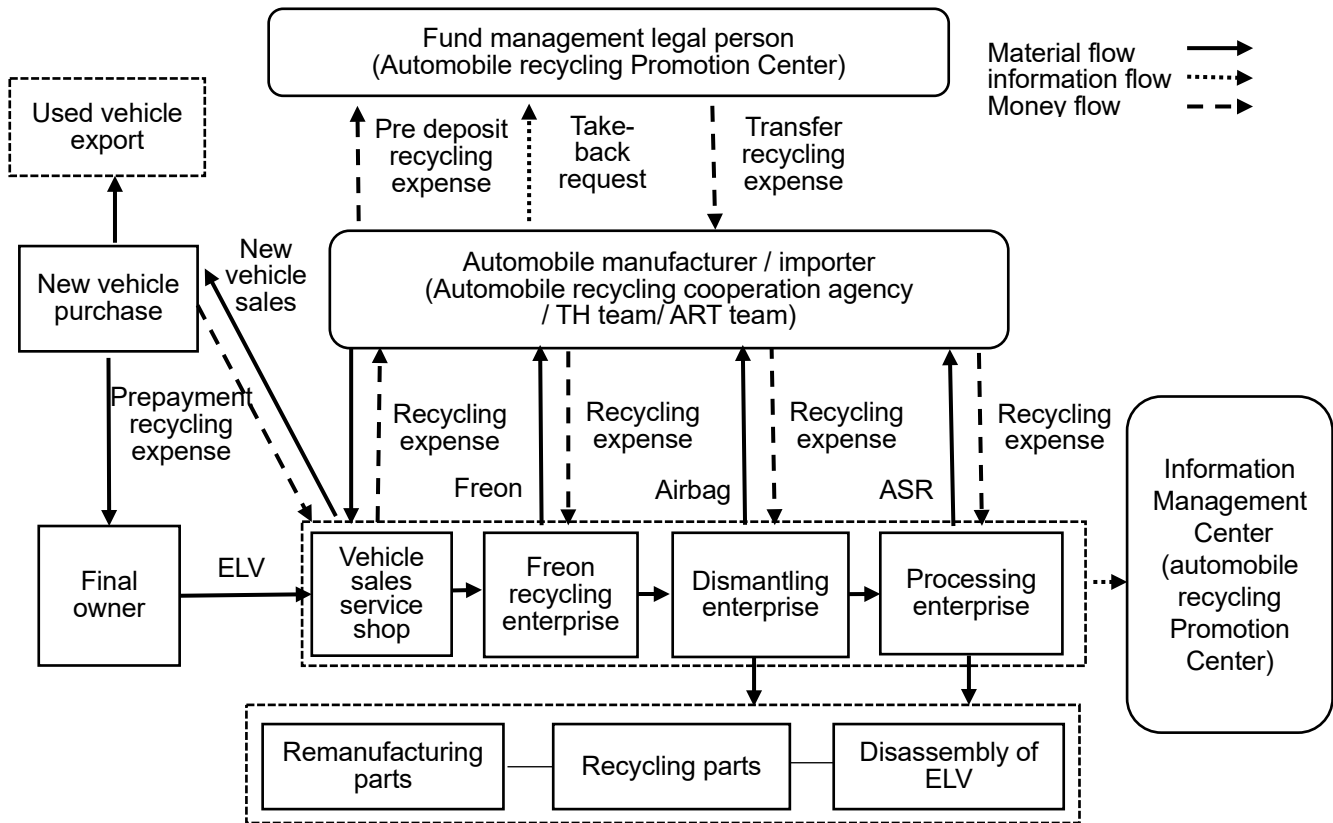 Fund management legal person
(Automobile recycling Promotion Center)
Material flow
information flow
Money flow
Used vehicle
export
Pre deposit
recycling
expense
Take-
back
request
Transfer
recycling
expense
New
vehicle
sales
New vehicle
purchase
Automobile manufacturer / importer
(Automobile recycling cooperation agency
/ TH team/ ART team)
Prepayment
recycling
expense
Recycling
expense
Recycling
expense
Recycling
expense
Recycling
expense
Freon
Airbag
ASR
Information
Management
Center
(automobile
recycling
Promotion
Center)
Final
owner
ELV
Vehicle
sales
service
shop
Freon
recycling
enterprise
Dismantling
enterprise
Processing
enterprise
Remanufacturing
parts
Recycling parts
Disassembly of
ELV